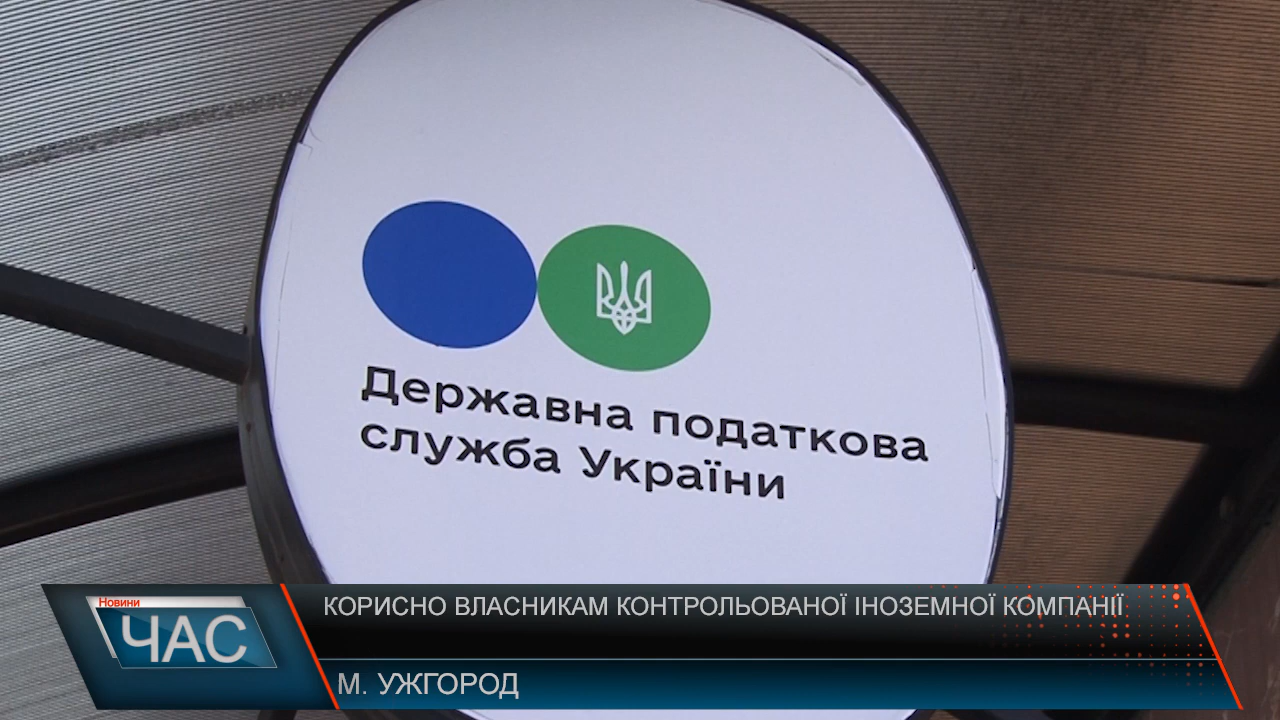 Державна податкова
служба України
Новини
ЧАС
КОРИСНО ВЛАСНИКАМ КОНТРОЛЬОВАНОЇ ІНОЗЕМНОЇ КОМПАНІЇ
М. УЖГОРОД